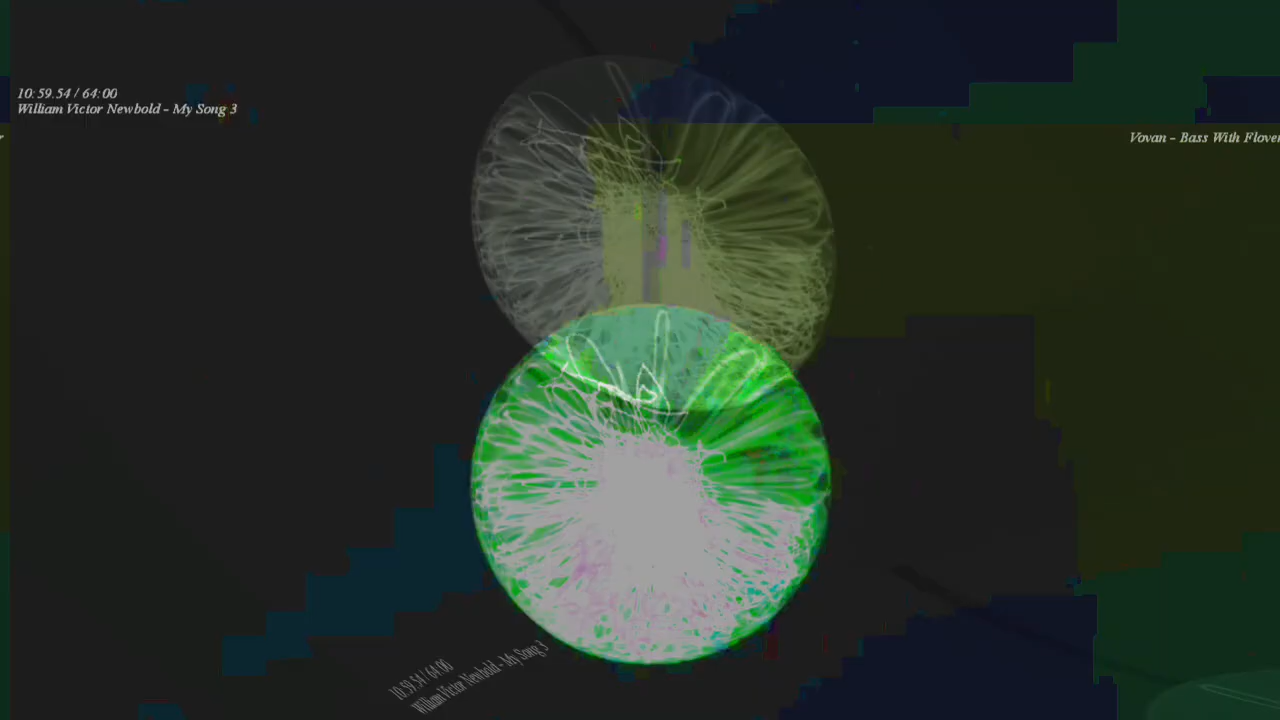 10:59.54 / 64:00
William Victor Newbold - My Song 3
Vovan - Bass With Flover
10:59.54 / 64:00
William Victor Newbold - My Song 3